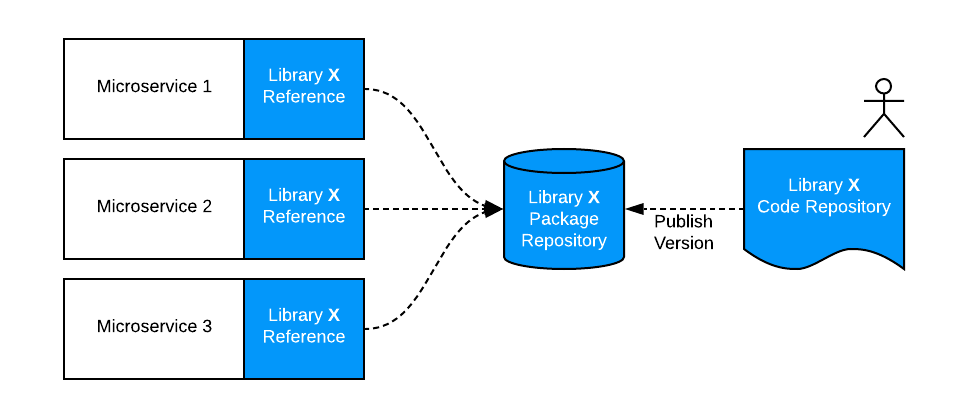 Microservice 1
Library X
Reference
Microservice 2
Library X
Reference
Microservice 3
Library X
Reference
Library X
Package
Repository
Publish
Version
Library X
Code Repository